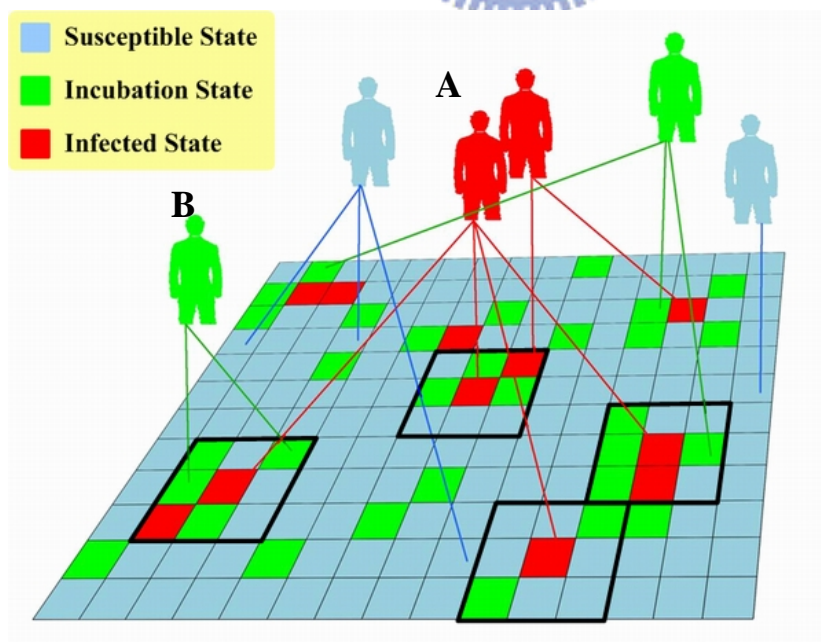 Susceptible State
Incubation State
Infected State
A
B